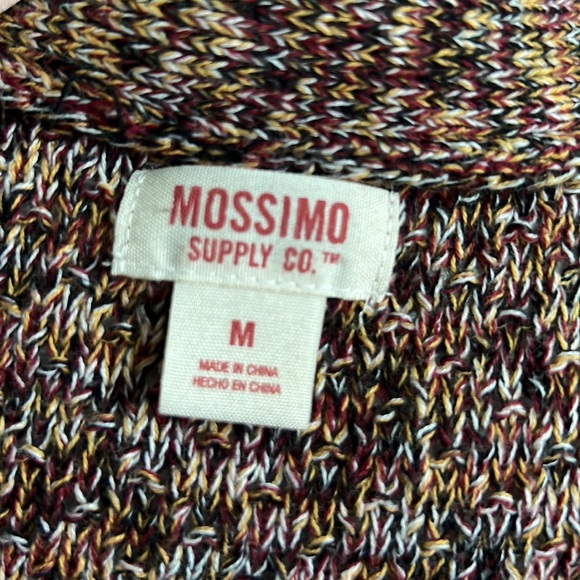 MOSSIMO
SUPPLY CO.™
M
MADE IN CHINA
HECHO EN CHINA